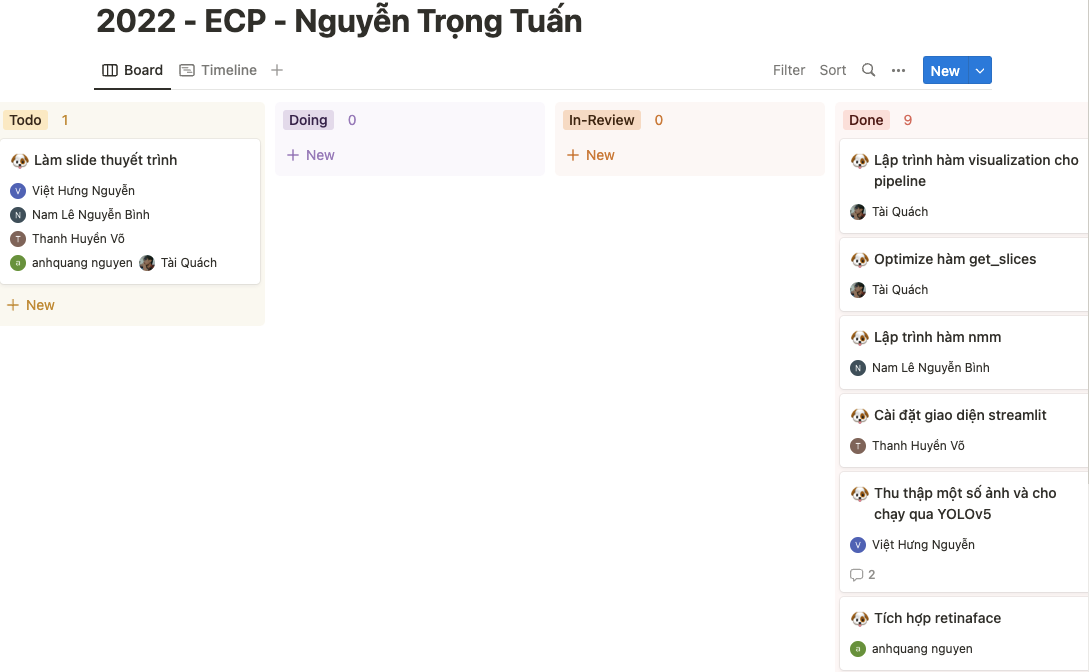 2022 - ECP - Nguyễn Trọng Tuấn
Board
Timeline
Filter
Sort
New
Todo 1
Làm slide thuyết trình
V Việt Hưng Nguyễn
N Nam Lê Nguyễn Bình
T Thanh Huyền Võ
a anhquang nguyen Tài Quách
+ New
Doing 0
+ New
In-Review 0
+ New
Done 9
Lập trình hàm visualization cho
pipeline
Tài Quách
Optimize hàm get_slices
Tài Quách
Lập trình hàm nmm
N Nam Lê Nguyễn Bình
Cài đặt giao diện streamlit
T Thanh Huyền Võ
Thu thập một số ảnh và cho
chạy qua YOLOv5
V Việt Hưng Nguyễn
2
Tích hợp retinaface
a anhquang nguyen